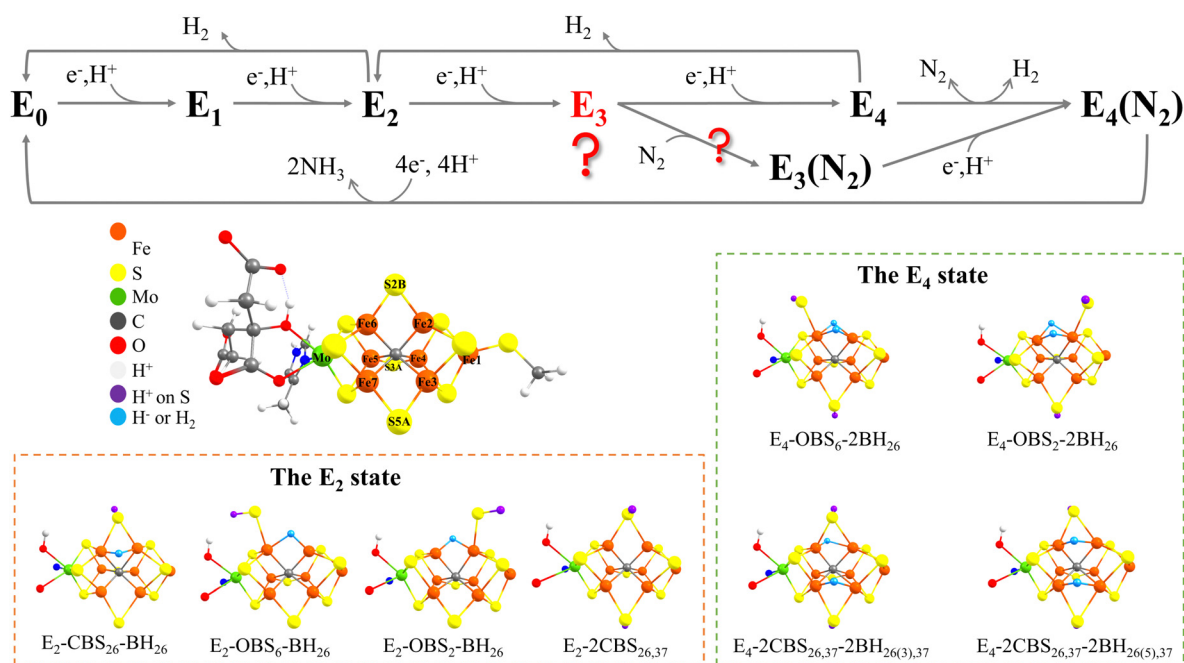 H₂ H₂
e⁻,H⁺ e⁻,H⁺ e⁻,H⁺ e⁻,H⁺ N₂ H₂
E₀ E₁ E₂ E₃ E₄ E₄(N₂)
? N₂ ? E₃(N₂) e⁻,H⁺
2NH₃ 4e⁻, 4H⁺
Fe
S
Mo
C
O
H⁺
H⁺ on S
H⁻ or H₂
S2B
Fe6 Fe2
Mo Fe5 Fe4 Fe1
S3A
Fe7 Fe3
S5A
The E₄ state
E₄-OBS₆-2BH₂₆ E₄-OBS₂-2BH₂₆
E₄-2CBS₂₆,₃₇-2BH₂₆₍₃₎,₃₇ E₄-2CBS₂₆,₃₇-2BH₂₆₍₅₎,₃₇
The E₂ state
E₂-CBS₂₆-BH₂₆ E₂-OBS₆-BH₂₆ E₂-OBS₂-BH₂₆ E₂-2CBS₂₆,₃₇